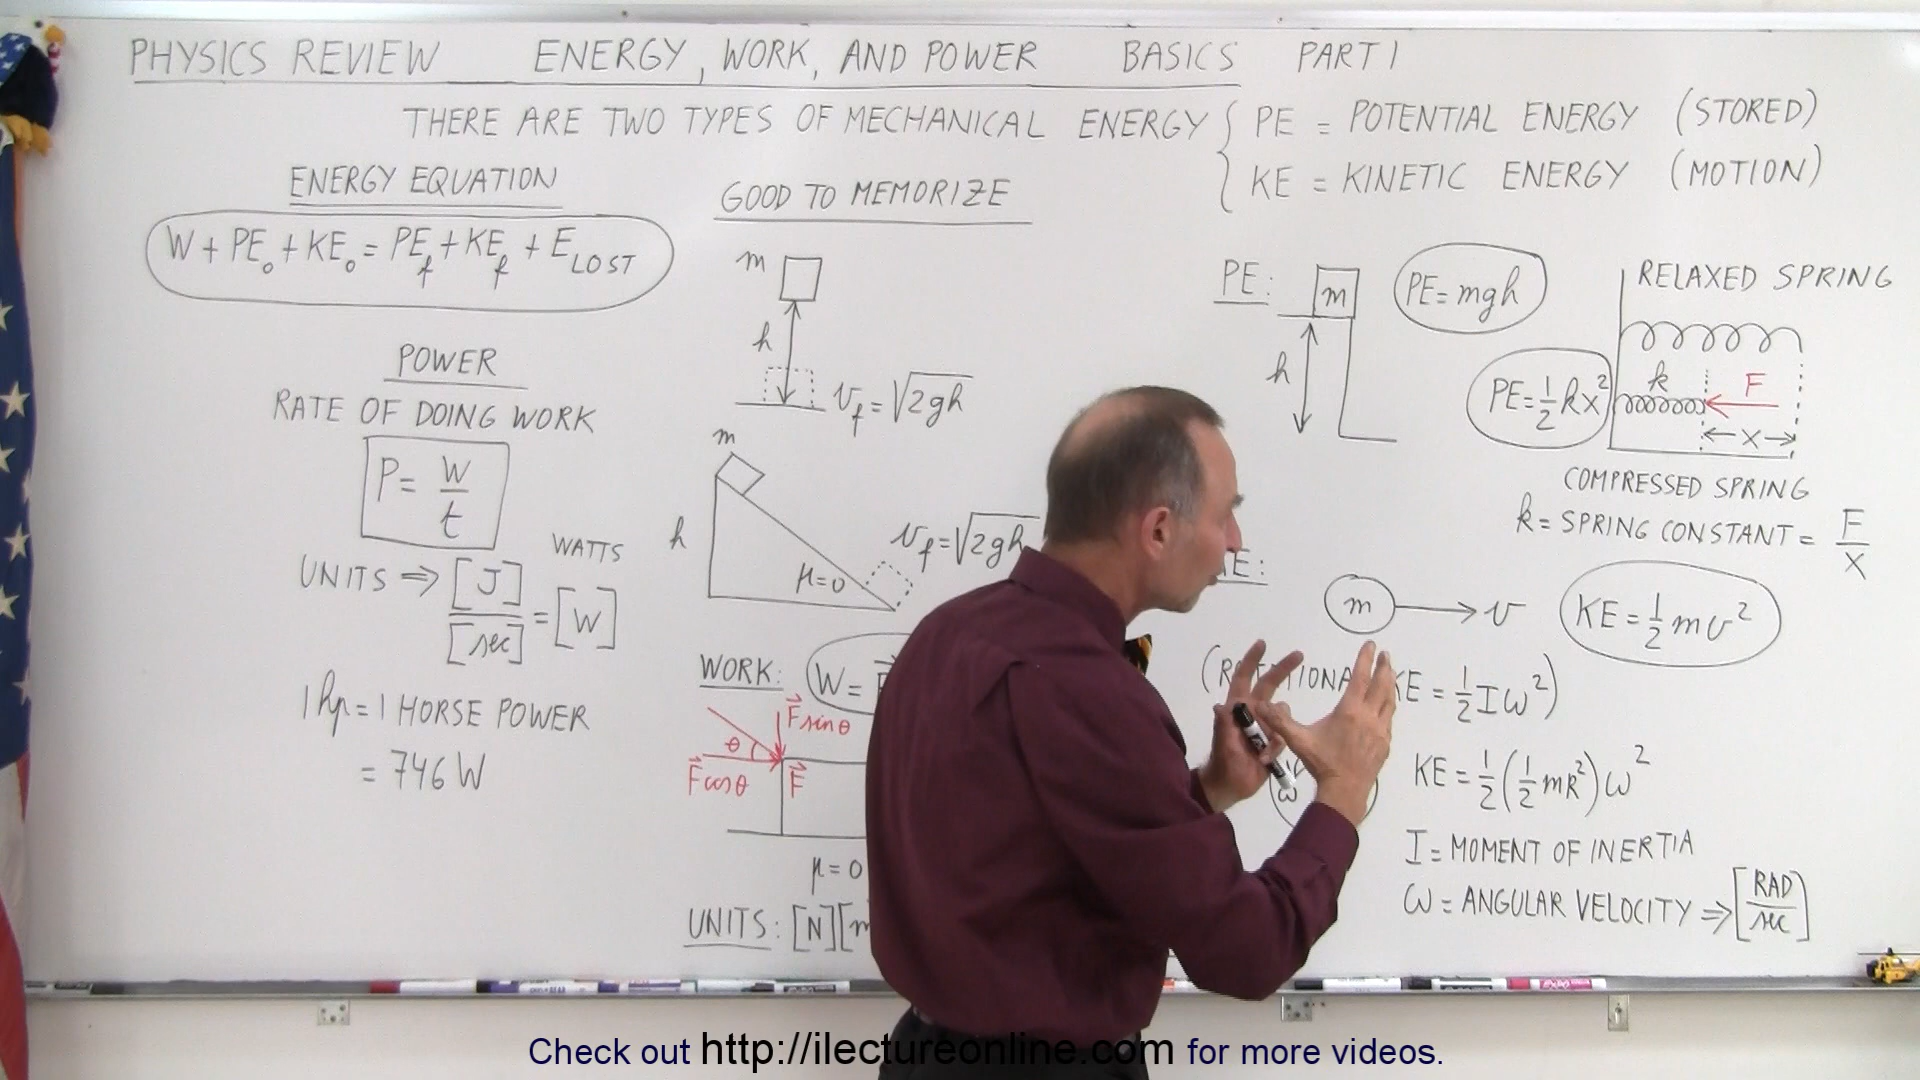 PHYSICS REVIEW ENERGY, WORK, AND POWER BASICS PART 1
THERE ARE TWO TYPES OF MECHANICAL ENERGY { PE = POTENTIAL ENERGY (STORED)
KE = KINETIC ENERGY (MOTION)
ENERGY EQUATION
W + PE₀ + KE₀ = PE_f + KE_f + E_LOST
POWER
RATE OF DOING WORK
P = W/t
WATTS
UNITS ⇒ [J]/[sec] = [W]
1 hp = 1 HORSE POWER
= 746 W
GOOD TO MEMORIZE
m
h
v_f = √2gh
m
h
μ = 0
v_f = √2gh
WORK: W =
F⃗ sin θ
θ
F⃗ cos θ
F⃗
μ = 0
UNITS: [N][m
PE:
m
PE = mgh
h
RELAXED SPRING
PE = ½kx²
k
F
x
COMPRESSED SPRING
k = SPRING CONSTANT = F/x
E:
m
v
KE = ½mv²
KE = ½Iω²)
ω
KE = ½(½mR²)ω²
I = MOMENT OF INERTIA
ω = ANGULAR VELOCITY ⇒ [RAD/sec]
Check out http://ilectureonline.com for more videos.